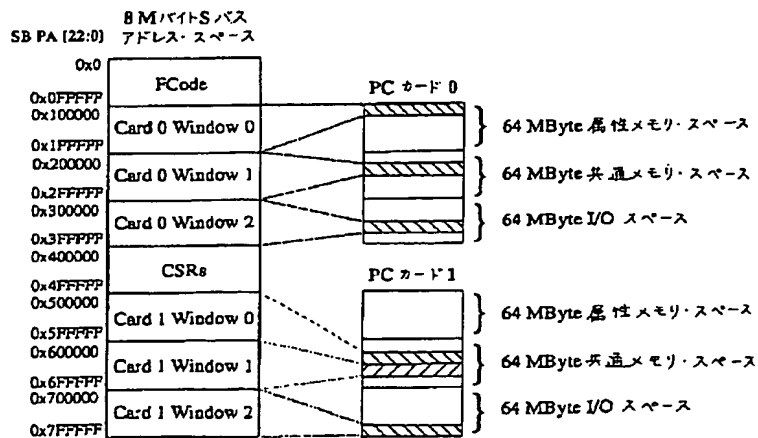 8 MバイトSバス
SB PA [22:0] アドレス・スペース
0x0
FCode
0x0FFFFF
0x100000
Card 0 Window 0
0x1FFFFF
0x200000
Card 0 Window 1
0x2FFFFF
0x300000
Card 0 Window 2
0x3FFFFF
0x400000
CSRs
0x4FFFFF
0x500000
Card 1 Window 0
0x5FFFFF
0x600000
Card 1 Window 1
0x6FFFFF
0x700000
Card 1 Window 2
0x7FFFFF
PC カード 0
64 MByte 属性メモリ・スペース
64 MByte 共通メモリ・スペース
64 MByte I/O スペース
PC カード 1
64 MByte 属性メモリ・スペース
64 MByte 共通メモリ・スペース
64 MByte I/O スペース